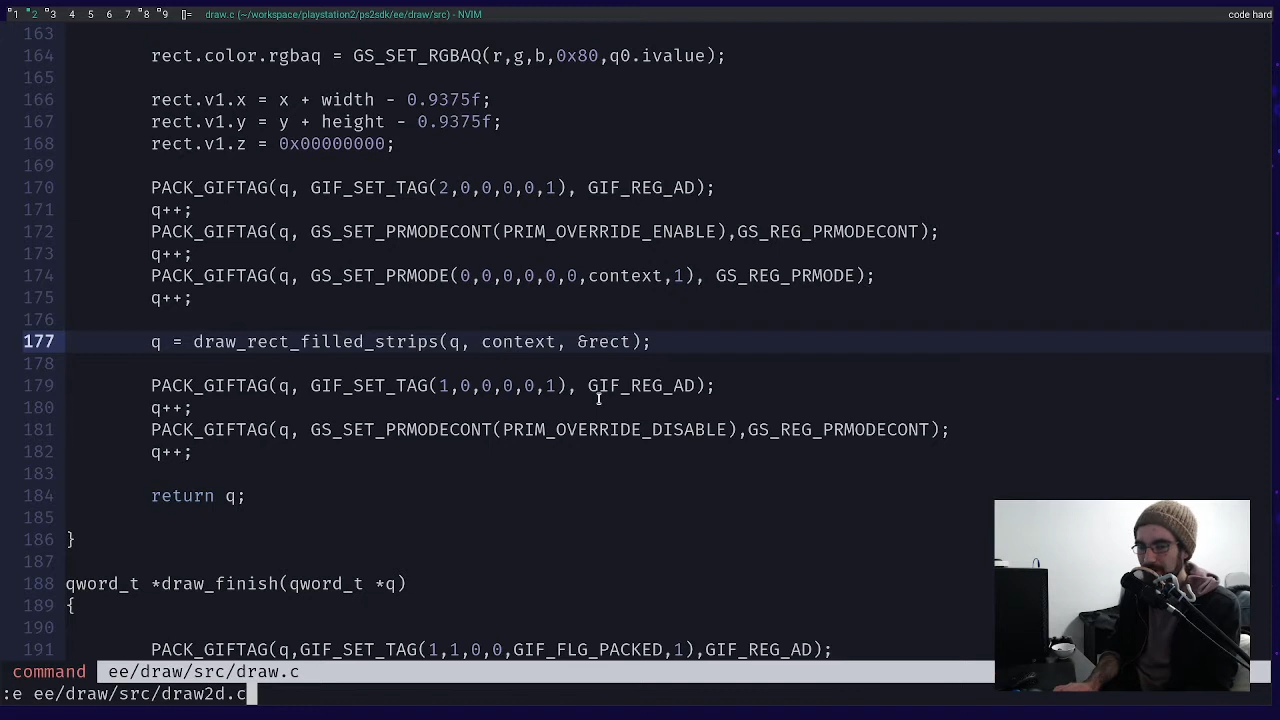 1 2 3 4 5 6 7 8 9 []= draw.c (~/workspace/playstation2/ps2sdk/ee/draw/src) - NVIM code hard
163
164 rect.color.rgbaq = GS_SET_RGBAQ(r,g,b,0x80,q0.ivalue);
165
166 rect.v1.x = x + width - 0.9375f;
167 rect.v1.y = y + height - 0.9375f;
168 rect.v1.z = 0x00000000;
169
170 PACK_GIFTAG(q, GIF_SET_TAG(2,0,0,0,0,1), GIF_REG_AD);
171 q++;
172 PACK_GIFTAG(q, GS_SET_PRMODECONT(PRIM_OVERRIDE_ENABLE),GS_REG_PRMODECONT);
173 q++;
174 PACK_GIFTAG(q, GS_SET_PRMODE(0,0,0,0,0,0,context,1), GS_REG_PRMODE);
175 q++;
176
177 q = draw_rect_filled_strips(q, context, &rect);
178
179 PACK_GIFTAG(q, GIF_SET_TAG(1,0,0,0,0,1), GIF_REG_AD);
180 q++;
181 PACK_GIFTAG(q, GS_SET_PRMODECONT(PRIM_OVERRIDE_DISABLE),GS_REG_PRMODECONT);
182 q++;
183
184 return q;
185
186 }
187
188 qword_t *draw_finish(qword_t *q)
189 {
190
191 PACK_GIFTAG(q,GIF_SET_TAG(1,1,0,0,GIF_FLG_PACKED,1),GIF_REG_AD);
command ee/draw/src/draw.c
:e ee/draw/src/draw2d.c